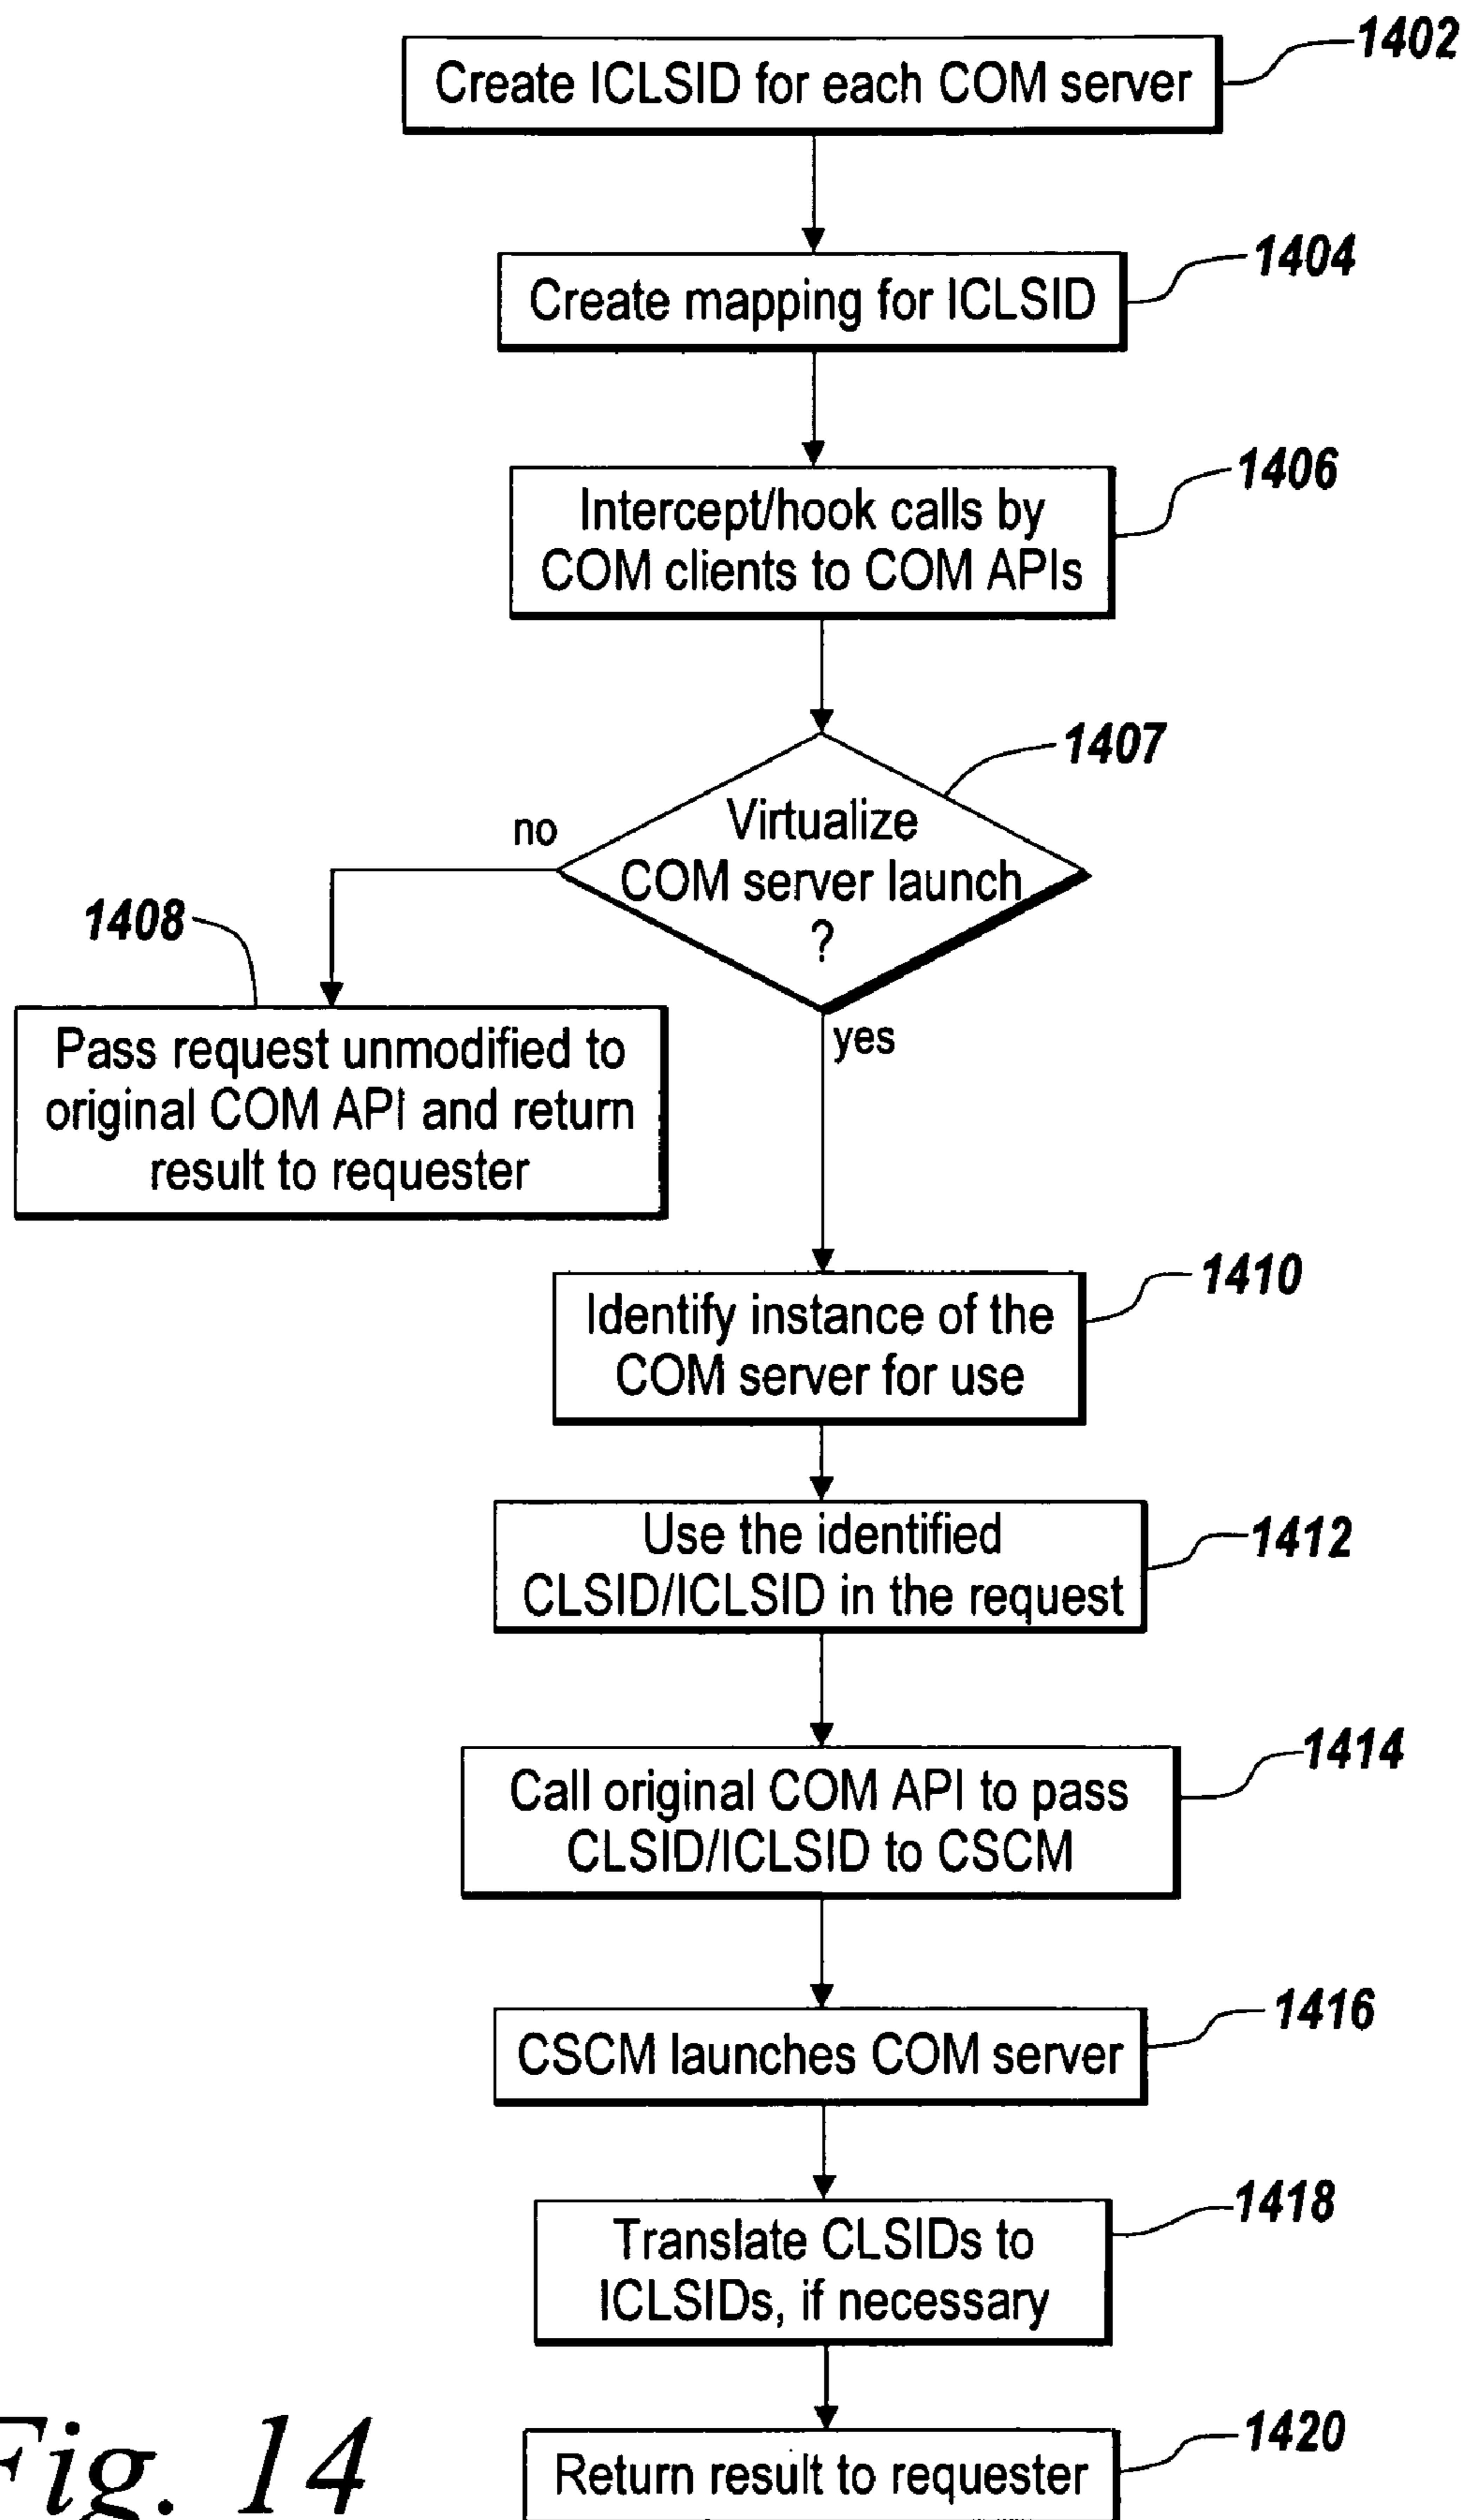 1402
Create ICLSID for each COM server
1404
Create mapping for ICLSID
1406
Intercept/hook calls by
COM clients to COM APIs
1407
Virtualize
COM server launch
?
no
yes
1408
Pass request unmodified to
original COM API and return
result to requester
1410
Identify instance of the
COM server for use
1412
Use the identified
CLSID/ICLSID in the request
1414
Call original COM API to pass
CLSID/ICLSID to CSCM
1416
CSCM launches COM server
1418
Translate CLSIDs to
ICLSIDs, if necessary
1420
Return result to requester
Fig. 14